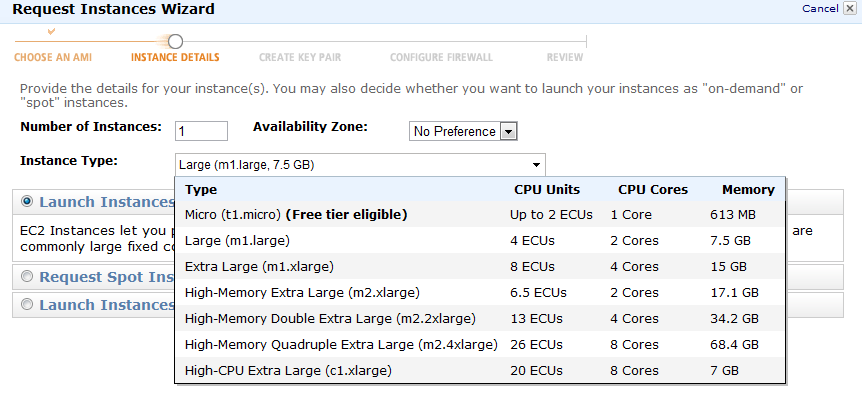 Request Instances Wizard
Cancel
CHOOSE AN AMI INSTANCE DETAILS CREATE KEY PAIR CONFIGURE FIREWALL REVIEW
Provide the details for your instance(s). You may also decide whether you want to launch your instances as "on-demand" or
"spot" instances.
Number of Instances: 1 Availability Zone: No Preference
Instance Type: Large (m1.large, 7.5 GB)
Type CPU Units CPU Cores Memory
Micro (t1.micro) (Free tier eligible) Up to 2 ECUs 1 Core 613 MB
Large (m1.large) 4 ECUs 2 Cores 7.5 GB
Extra Large (m1.xlarge) 8 ECUs 4 Cores 15 GB
High-Memory Extra Large (m2.xlarge) 6.5 ECUs 2 Cores 17.1 GB
High-Memory Double Extra Large (m2.2xlarge) 13 ECUs 4 Cores 34.2 GB
High-Memory Quadruple Extra Large (m2.4xlarge) 26 ECUs 8 Cores 68.4 GB
High-CPU Extra Large (c1.xlarge) 20 ECUs 8 Cores 7 GB
Launch Instances
EC2 Instances let you are
commonly large fixed
Request Spot
Launch Instances